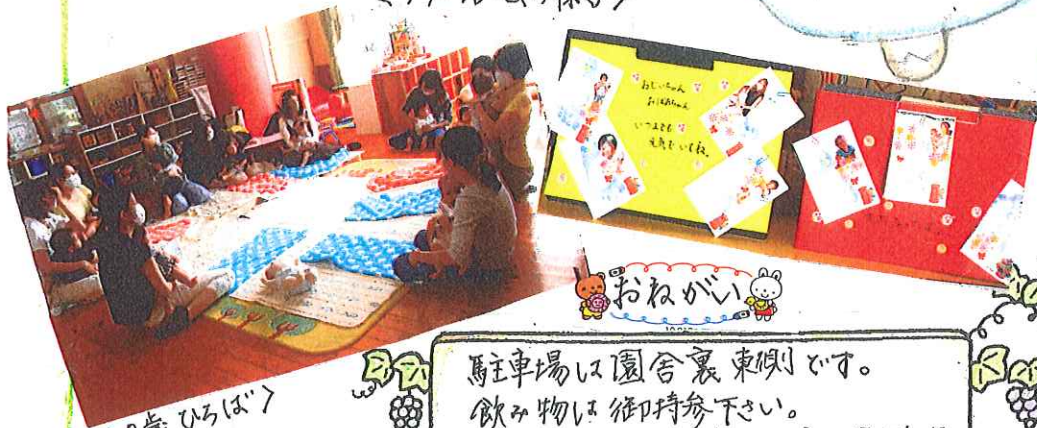 おじいちゃん
おばあちゃん
いつまでも
元気でいてね。
おねがい
駐車場は園舎裏東側です。
飲み物は御持参下さい。
歳ひろば〉